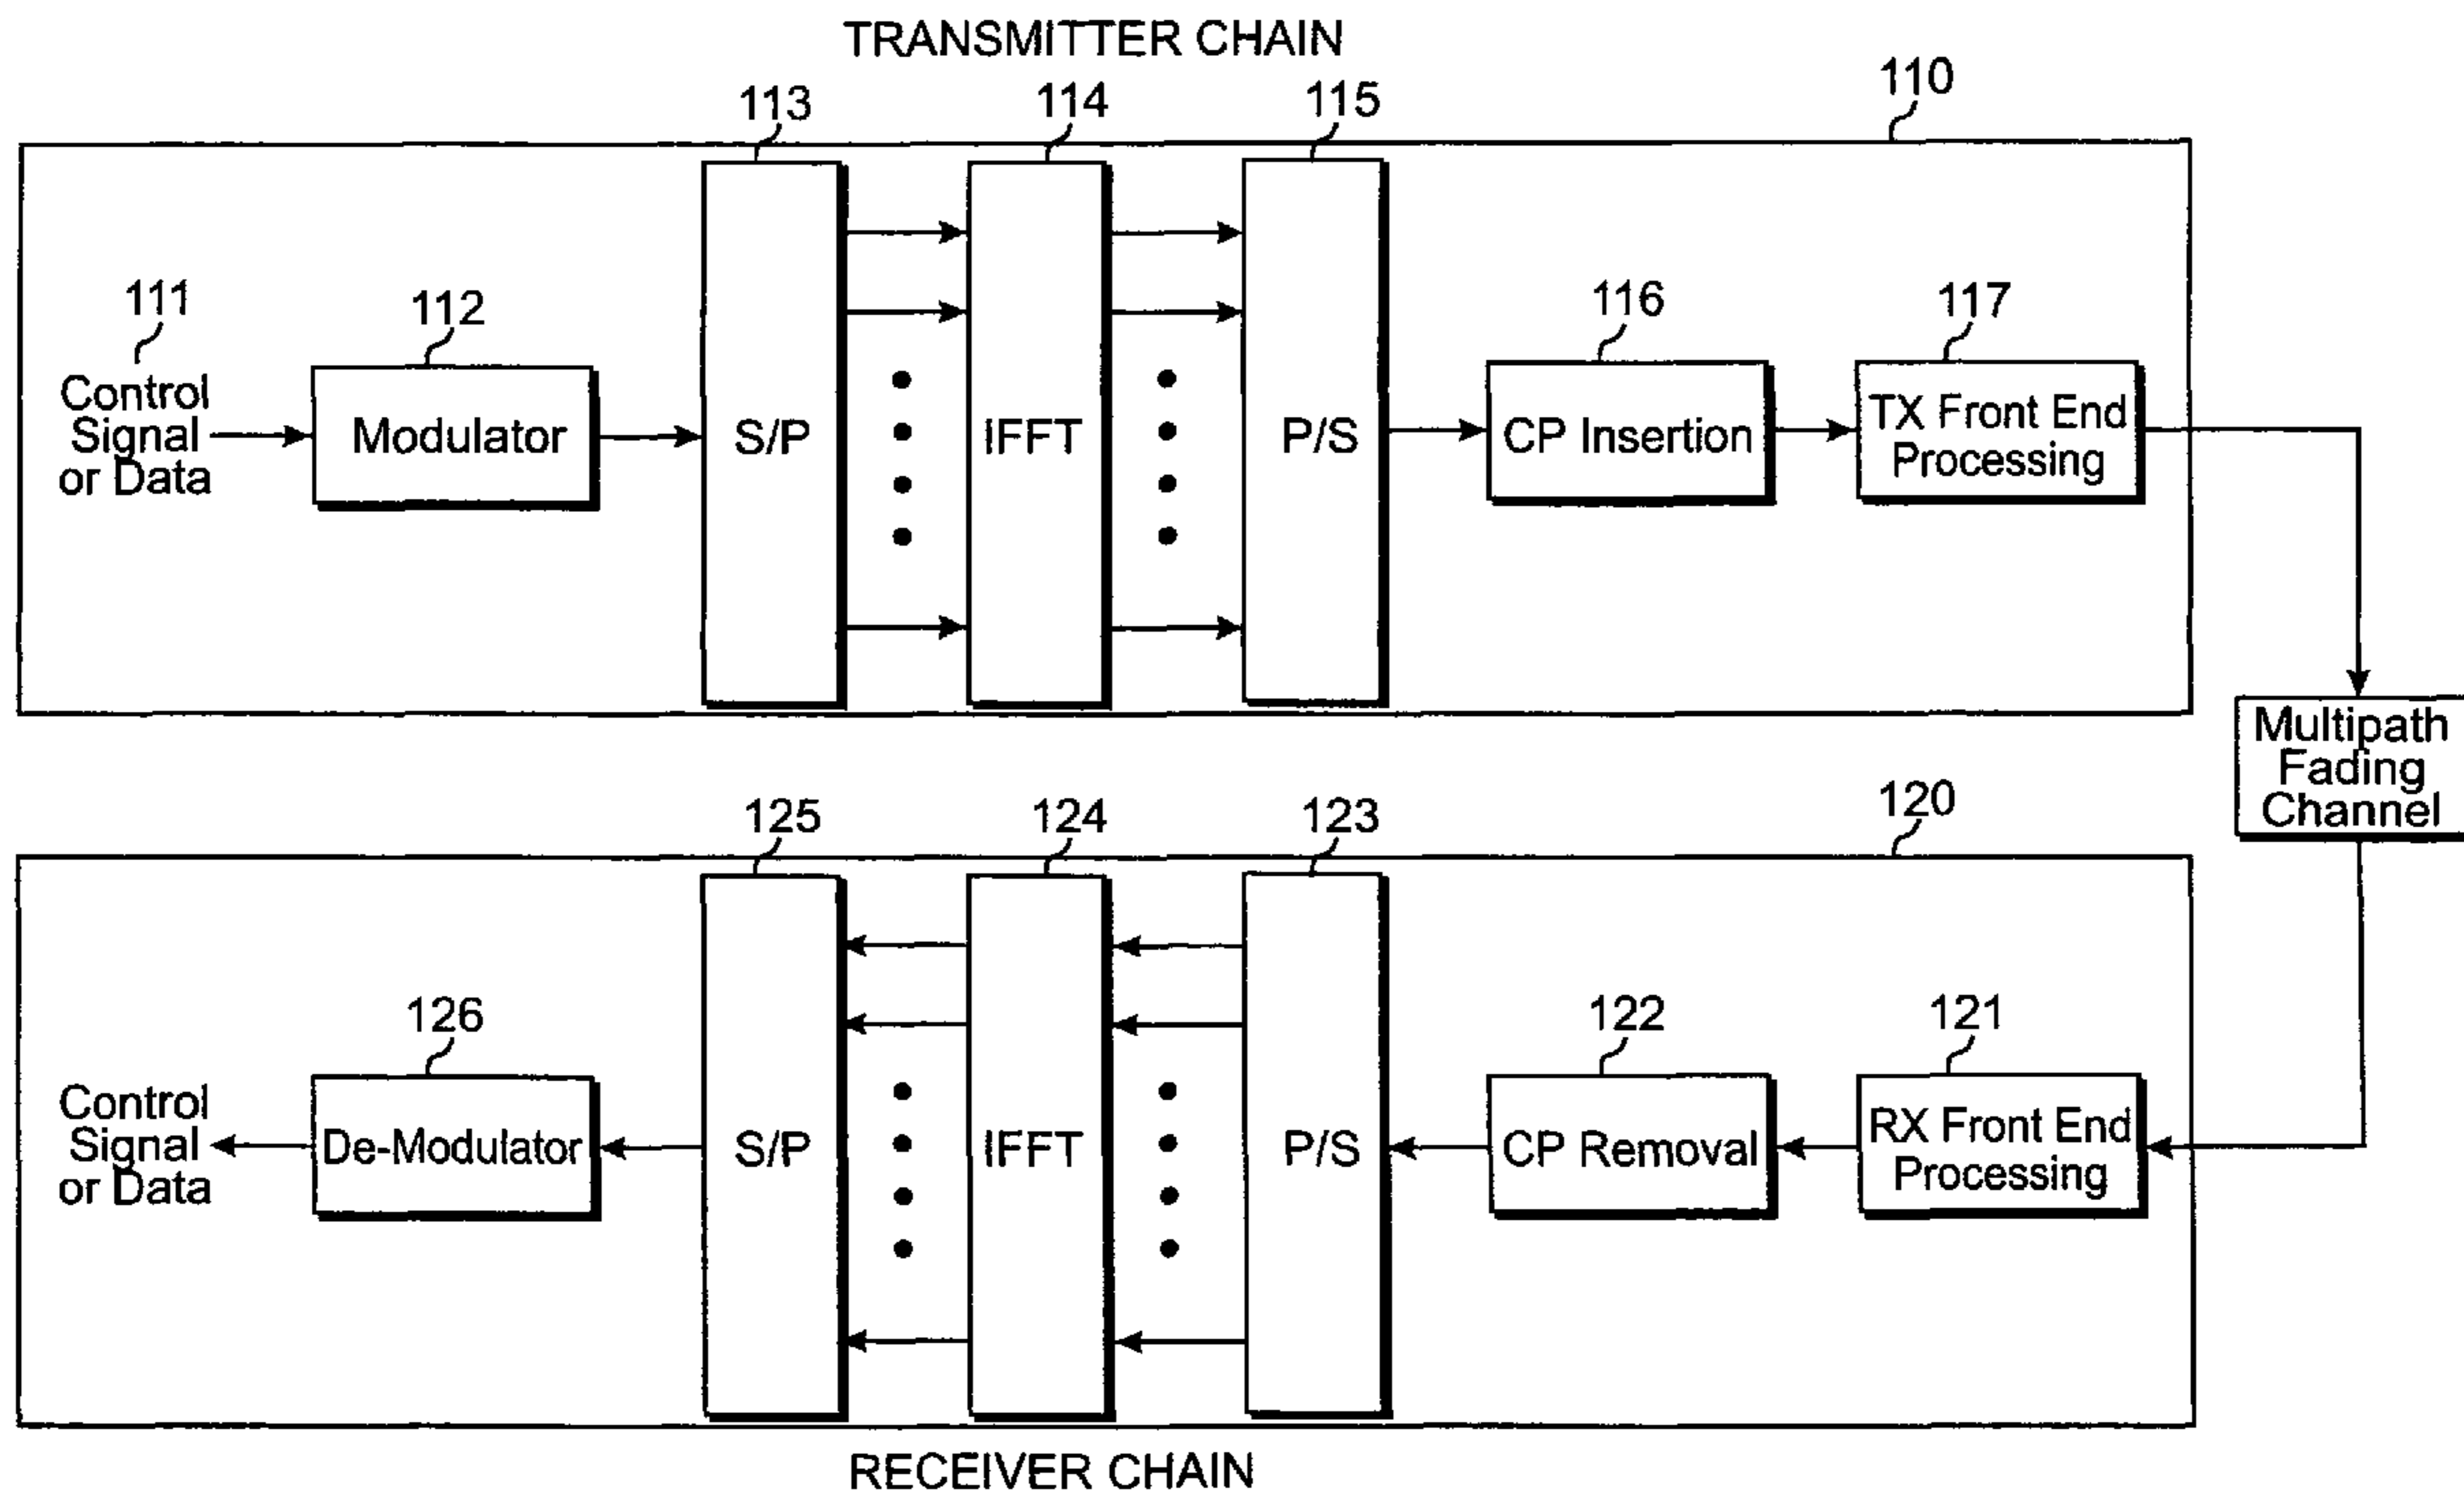 TRANSMITTER CHAIN
110
113
114
115
111
112
116
117
Control
Signal
or Data
Modulator
S/P
IFFT
P/S
CP Insertion
TX Front End
Processing
Multipath
Fading
Channel
125
124
123
120
126
122
121
Control
Signal
or Data
De-Modulator
S/P
IFFT
P/S
CP Removal
RX Front End
Processing
RECEIVER CHAIN